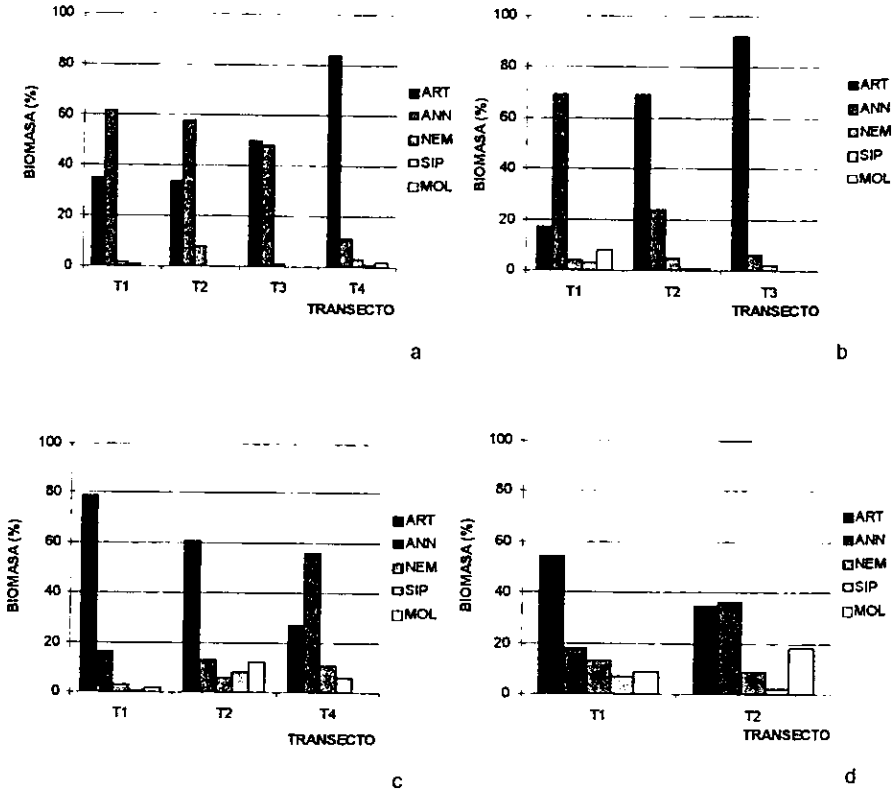 BIOMASA (%)
100
80
60
40
20
0
T1 T2 T3 T4
TRANSECTO
ART
ANN
NEM
SIP
MOL
a
BIOMASA (%)
100
80
60
40
20
0
T1 T2 T3
TRANSECTO
ART
ANN
NEM
SIP
MOL
b
BIOMASA (%)
100
80
60
40
20
0
T1 T2 T4
TRANSECTO
ART
ANN
NEM
SIP
MOL
c
BIOMASA (%)
100
80
60
40
20
0
T1 T2
TRANSECTO
ART
ANN
NEM
SIP
MOL
d